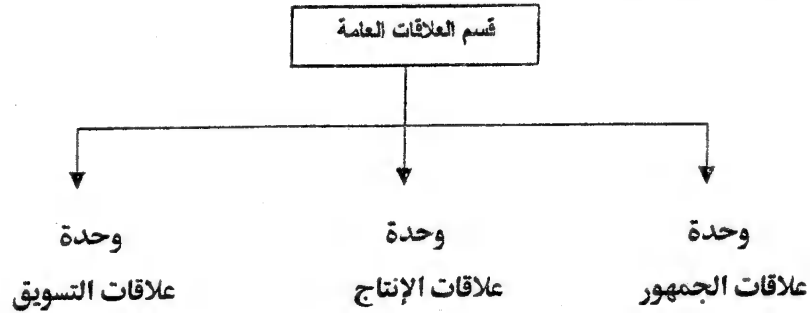 قسم العلاقات العامة
وحدة
علاقات الجمهور
وحدة
علاقات الإنتاج
وحدة
علاقات التسويق